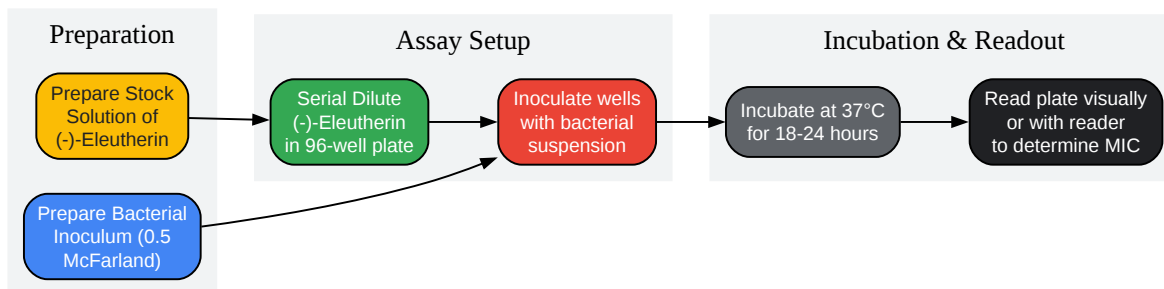 Preparation
Prepare Stock
Solution of
(-)-Eleutherin
Prepare Bacterial
Inoculum (0.5
McFarland)
Assay Setup
Serial Dilute
(-)-Eleutherin
in 96-well plate
Inoculate wells
with bacterial
suspension
Incubation & Readout
Incubate at 37°C
for 18-24 hours
Read plate visually
or with reader
to determine MIC